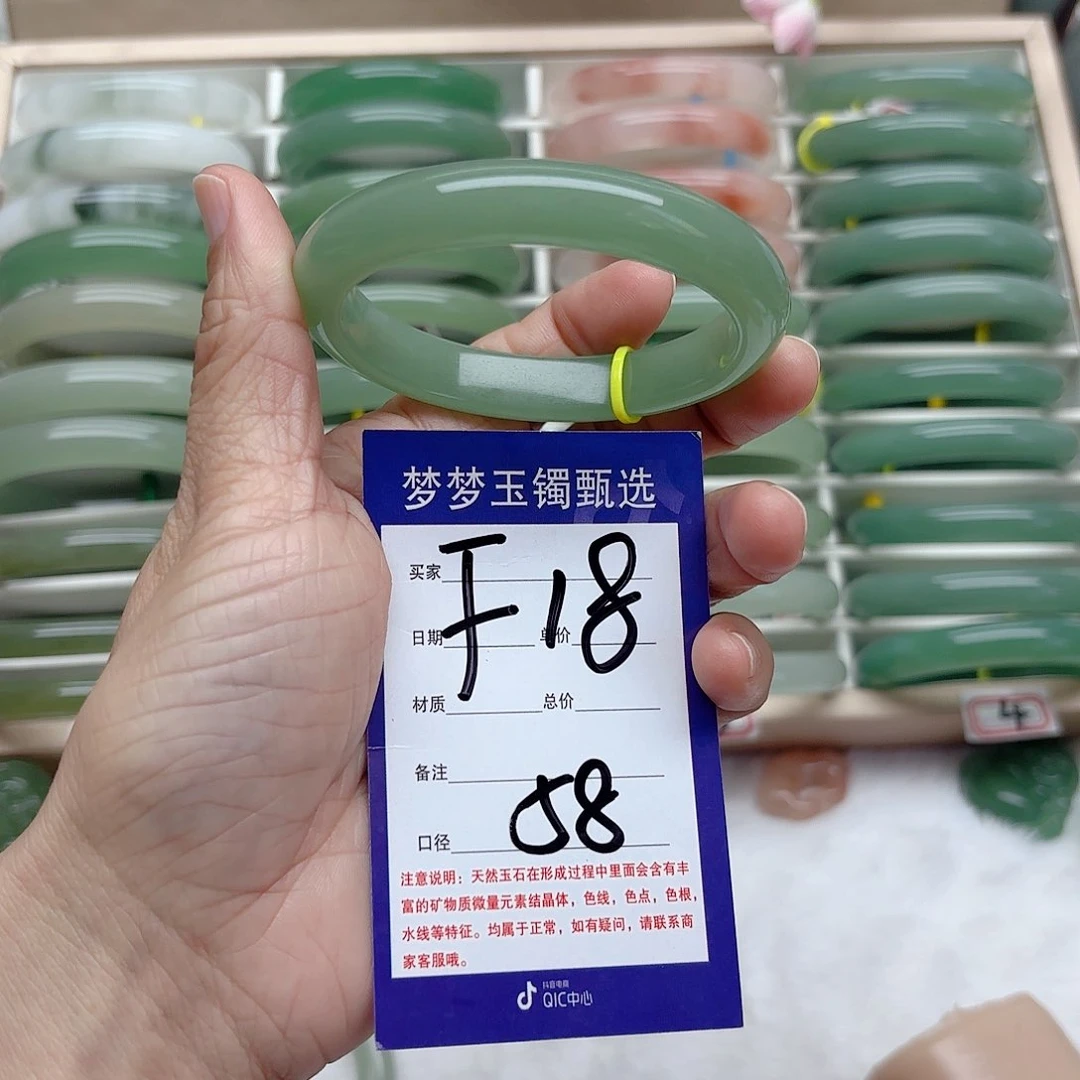 梦梦玉镯甄选
买家
F18
日期 单价
材质 总价
备注
口径 58
注意说明：天然玉石在形成过程中里面会含有丰
富的矿物质微量元素结晶体，色线，色点，色根，
水线等特征。均属于正常，如有疑问，请联系商
家客服哦。
抖音电商
QIC中心
4